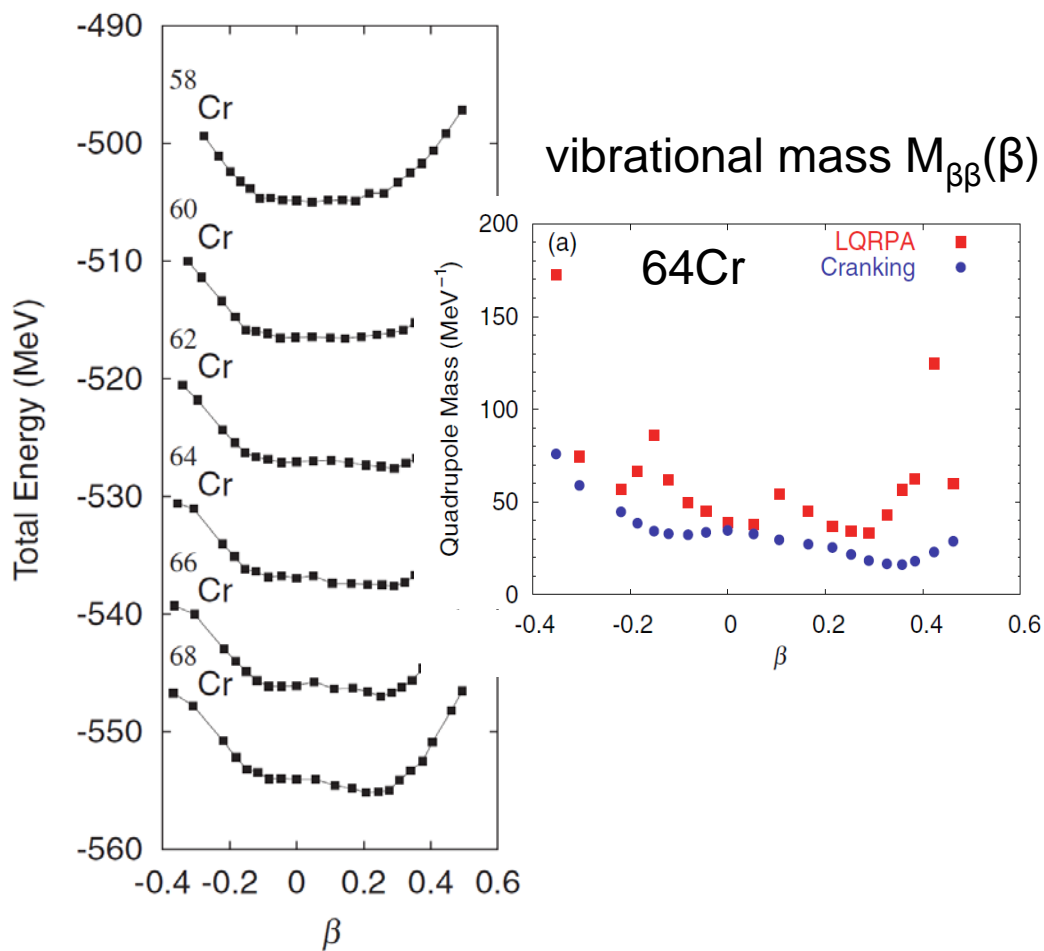 -490
-500
-510
-520
-530
-540
-550
-560
Total Energy (MeV)
58
Cr
60
Cr
62
Cr
64
Cr
66
Cr
68
Cr
-0.4 -0.2 0 0.2 0.4 0.6
β
vibrational mass Mββ(β)
200
150
100
50
0
Quadrupole Mass (MeV⁻¹)
(a)
64Cr
LQRPA
Cranking
-0.4 -0.2 0 0.2 0.4 0.6
β